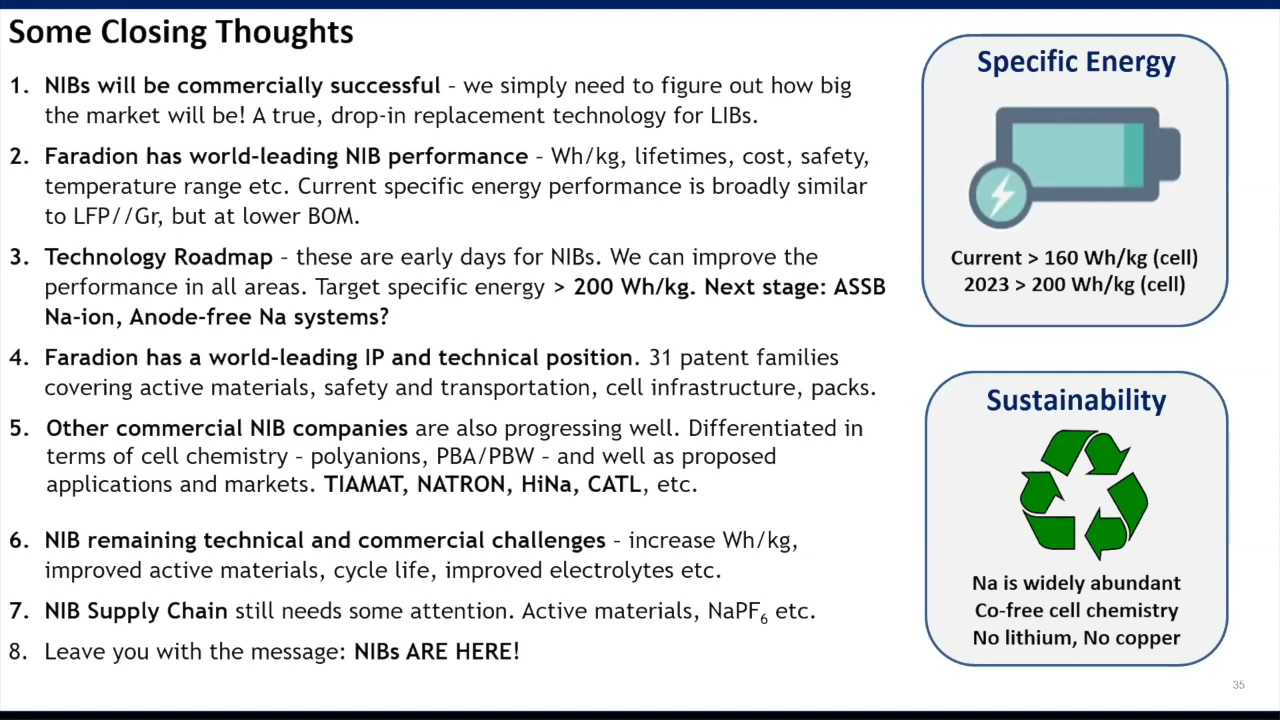 Some Closing Thoughts
1. NIBs will be commercially successful – we simply need to figure out how big
the market will be! A true, drop-in replacement technology for LIBs.
2. Faradion has world-leading NIB performance – Wh/kg, lifetimes, cost, safety,
temperature range etc. Current specific energy performance is broadly similar
to LFP//Gr, but at lower BOM.
3. Technology Roadmap – these are early days for NIBs. We can improve the
performance in all areas. Target specific energy > 200 Wh/kg. Next stage: ASSB
Na-ion, Anode-free Na systems?
4. Faradion has a world-leading IP and technical position. 31 patent families
covering active materials, safety and transportation, cell infrastructure, packs.
5. Other commercial NIB companies are also progressing well. Differentiated in
terms of cell chemistry – polyanions, PBA/PBW – and well as proposed
applications and markets. TIAMAT, NATRON, HiNa, CATL, etc.
6. NIB remaining technical and commercial challenges – increase Wh/kg,
improved active materials, cycle life, improved electrolytes etc.
7. NIB Supply Chain still needs some attention. Active materials, NaPF₆ etc.
8. Leave you with the message: NIBs ARE HERE!
Specific Energy
Current > 160 Wh/kg (cell)
2023 > 200 Wh/kg (cell)
Sustainability
Na is widely abundant
Co-free cell chemistry
No lithium, No copper
35